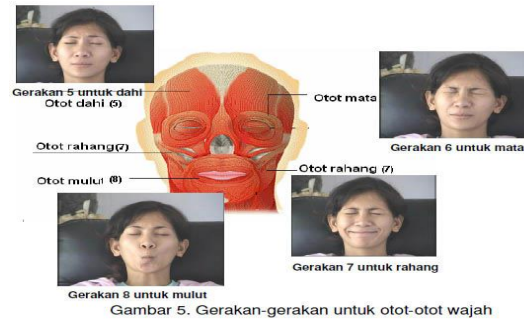 Gerakan 5 untuk dahi
Otot dahi (5)
Otot mata
Gerakan 6 untuk mata
Otot rahang(7)
Otot rahang (7)
Otot mulut (8)
Gerakan 7 untuk rahang
Gerakan 8 untuk mulut
Gambar 5. Gerakan-gerakan untuk otot-otot wajah